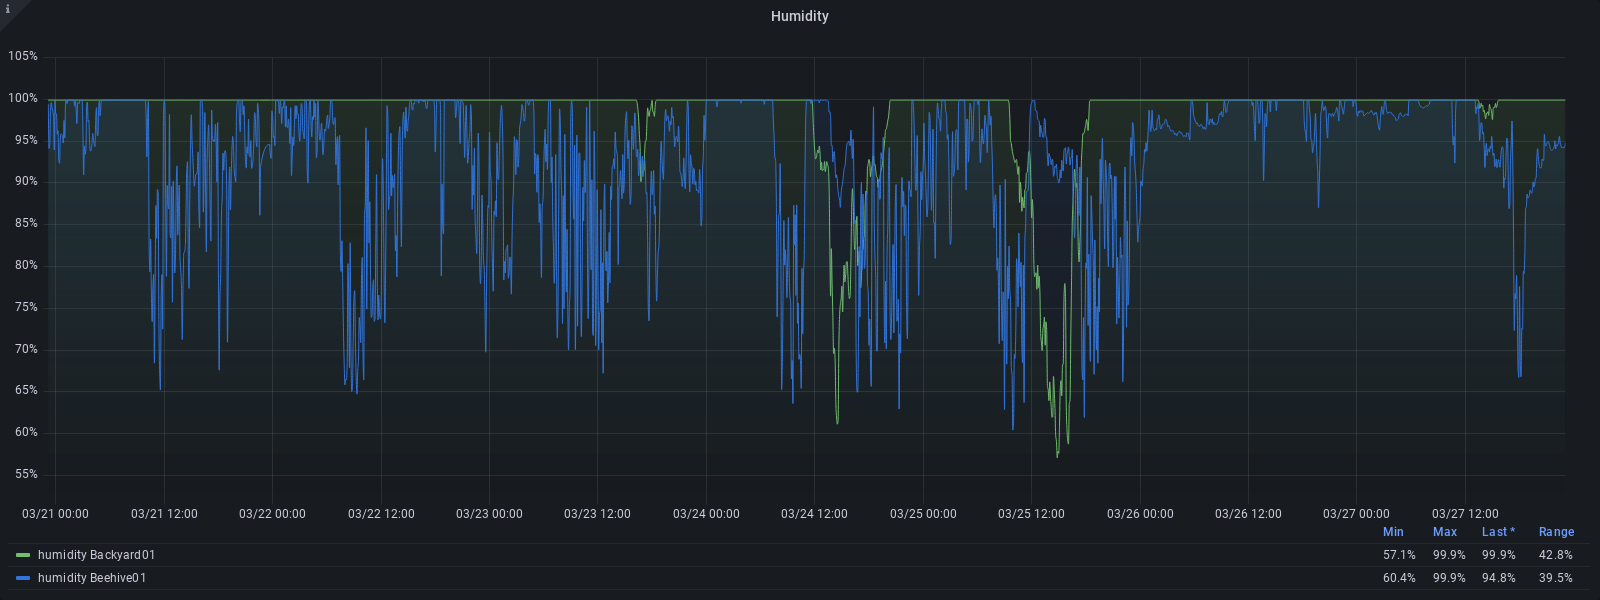 i
Humidity
105%
100%
95%
90%
85%
80%
75%
70%
65%
60%
55%
03/21 00:00 03/21 12:00 03/22 00:00 03/22 12:00 03/23 00:00 03/23 12:00 03/24 00:00 03/24 12:00 03/25 00:00 03/25 12:00 03/26 00:00 03/26 12:00 03/27 00:00 03/27 12:00
Min Max Last * Range
humidity Backyard01 57.1% 99.9% 99.9% 42.8%
humidity Beehive01 60.4% 99.9% 94.8% 39.5%